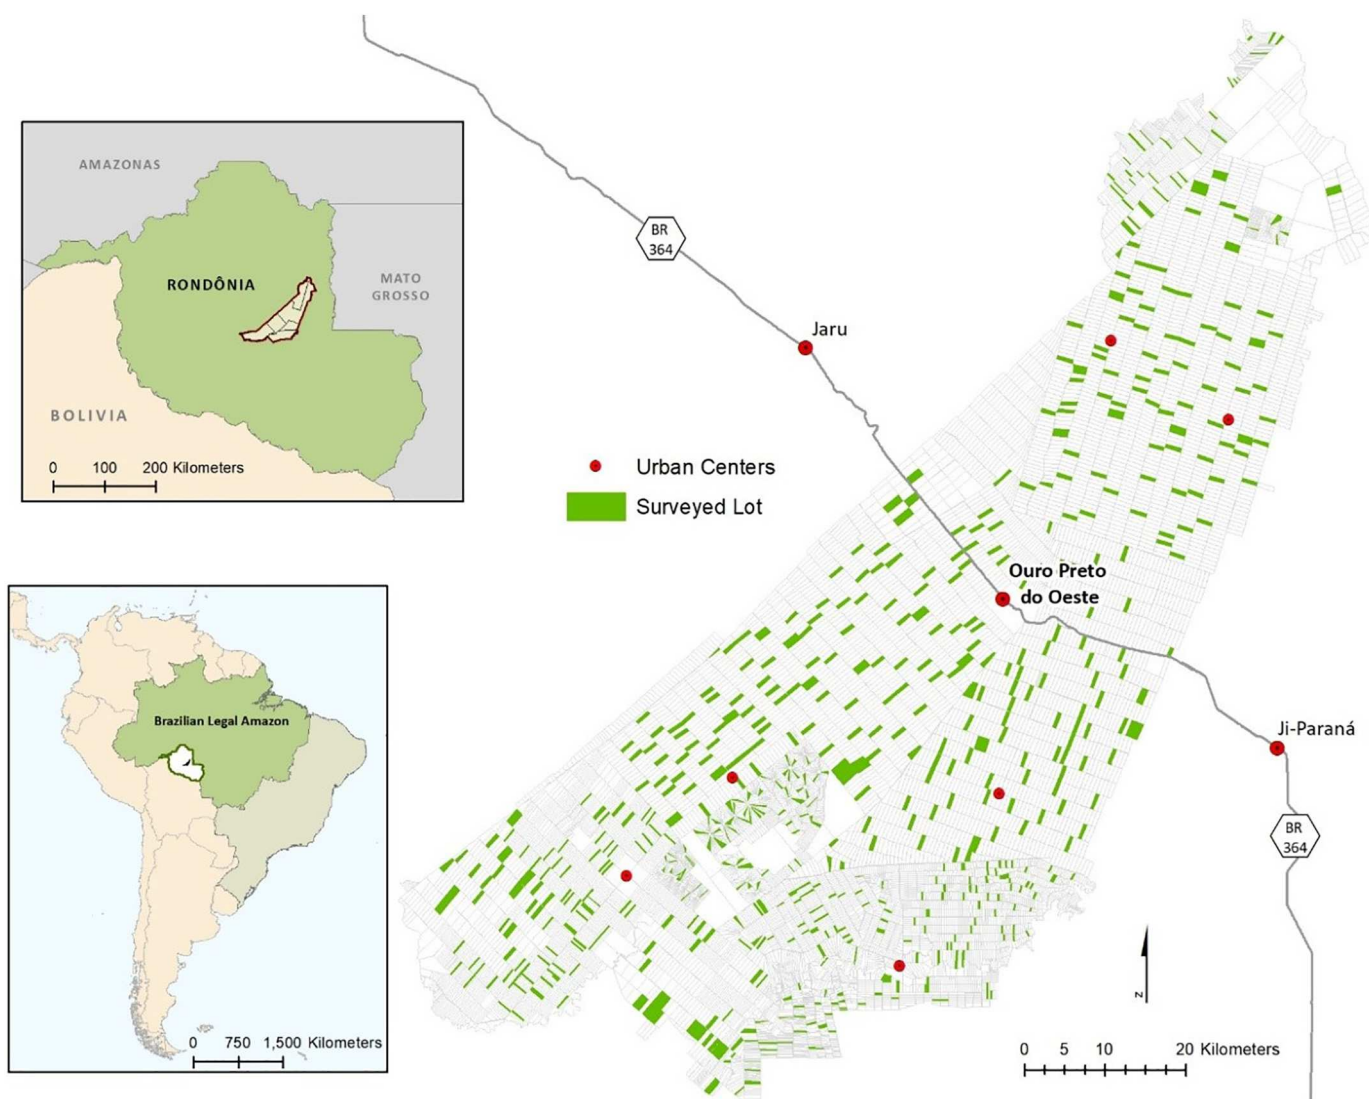 BR
364
AMAZONAS
RONDÔNIA
MATO
GROSSO
BOLIVIA
0 100 200 Kilometers
Jaru
Urban Centers
Surveyed Lot
Ouro Preto
do Oeste
Brazilian Legal Amazon
Ji-Paraná
BR
364
N
0 750 1,500 Kilometers
0 5 10 20 Kilometers